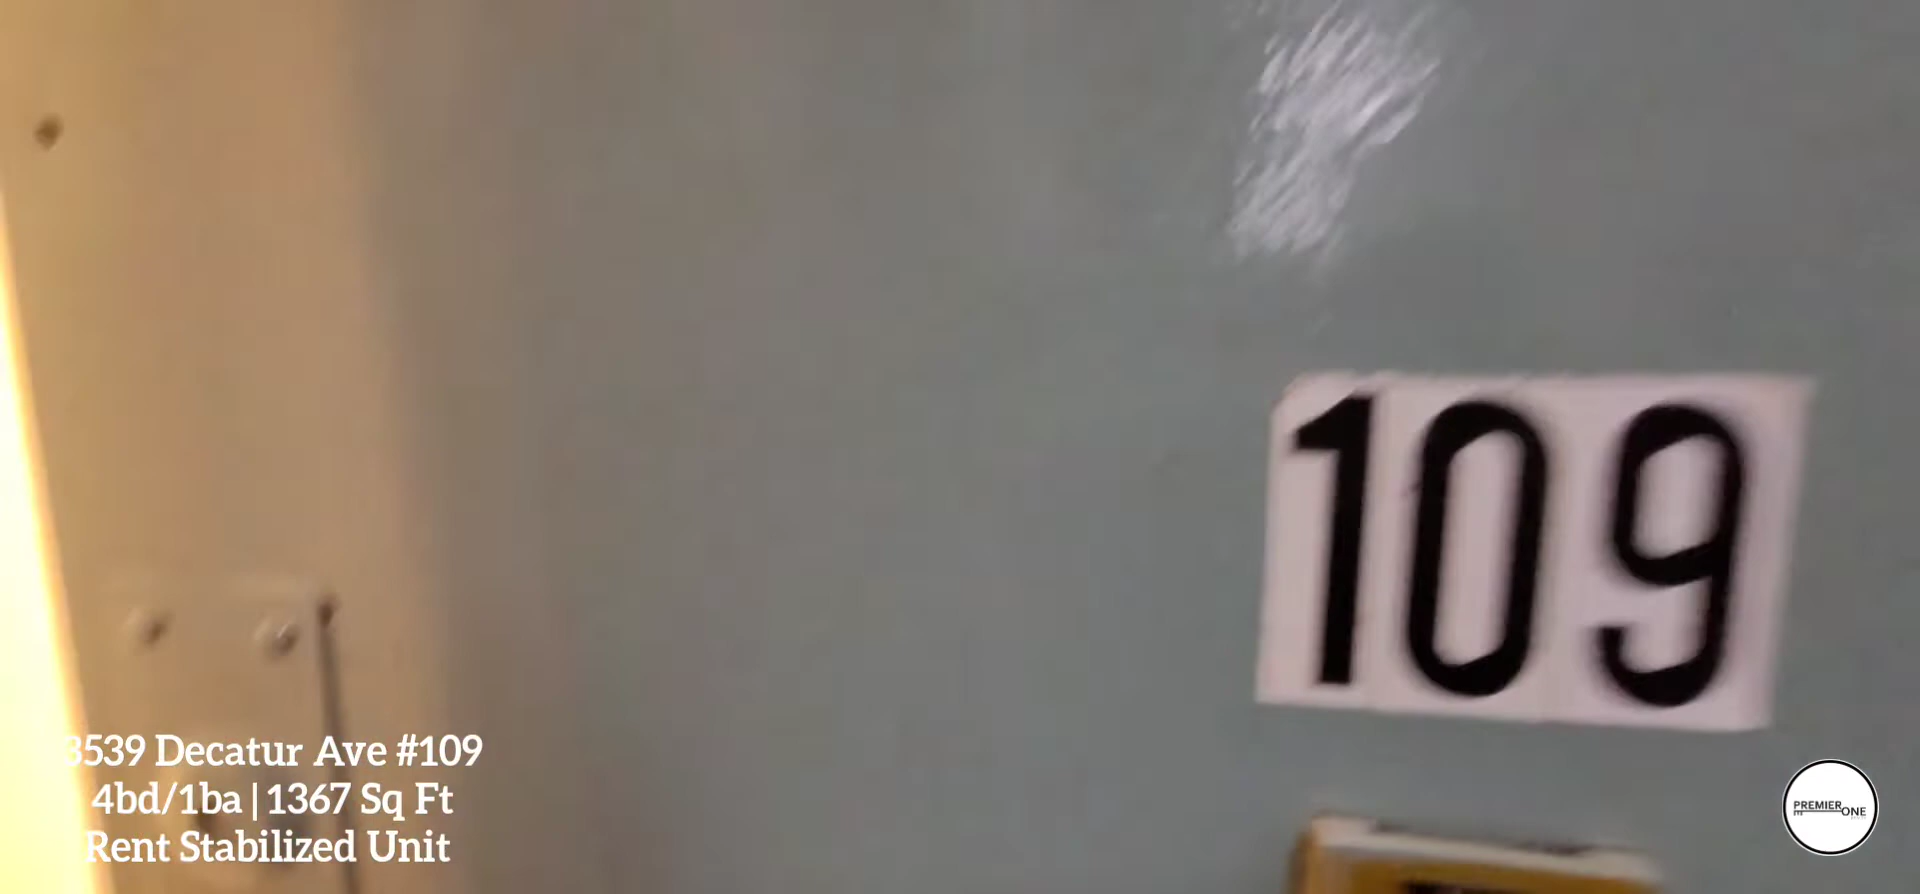 109
3539 Decatur Ave #109
4bd/1ba | 1367 Sq Ft
Rent Stabilized Unit
PREMIER
ONE